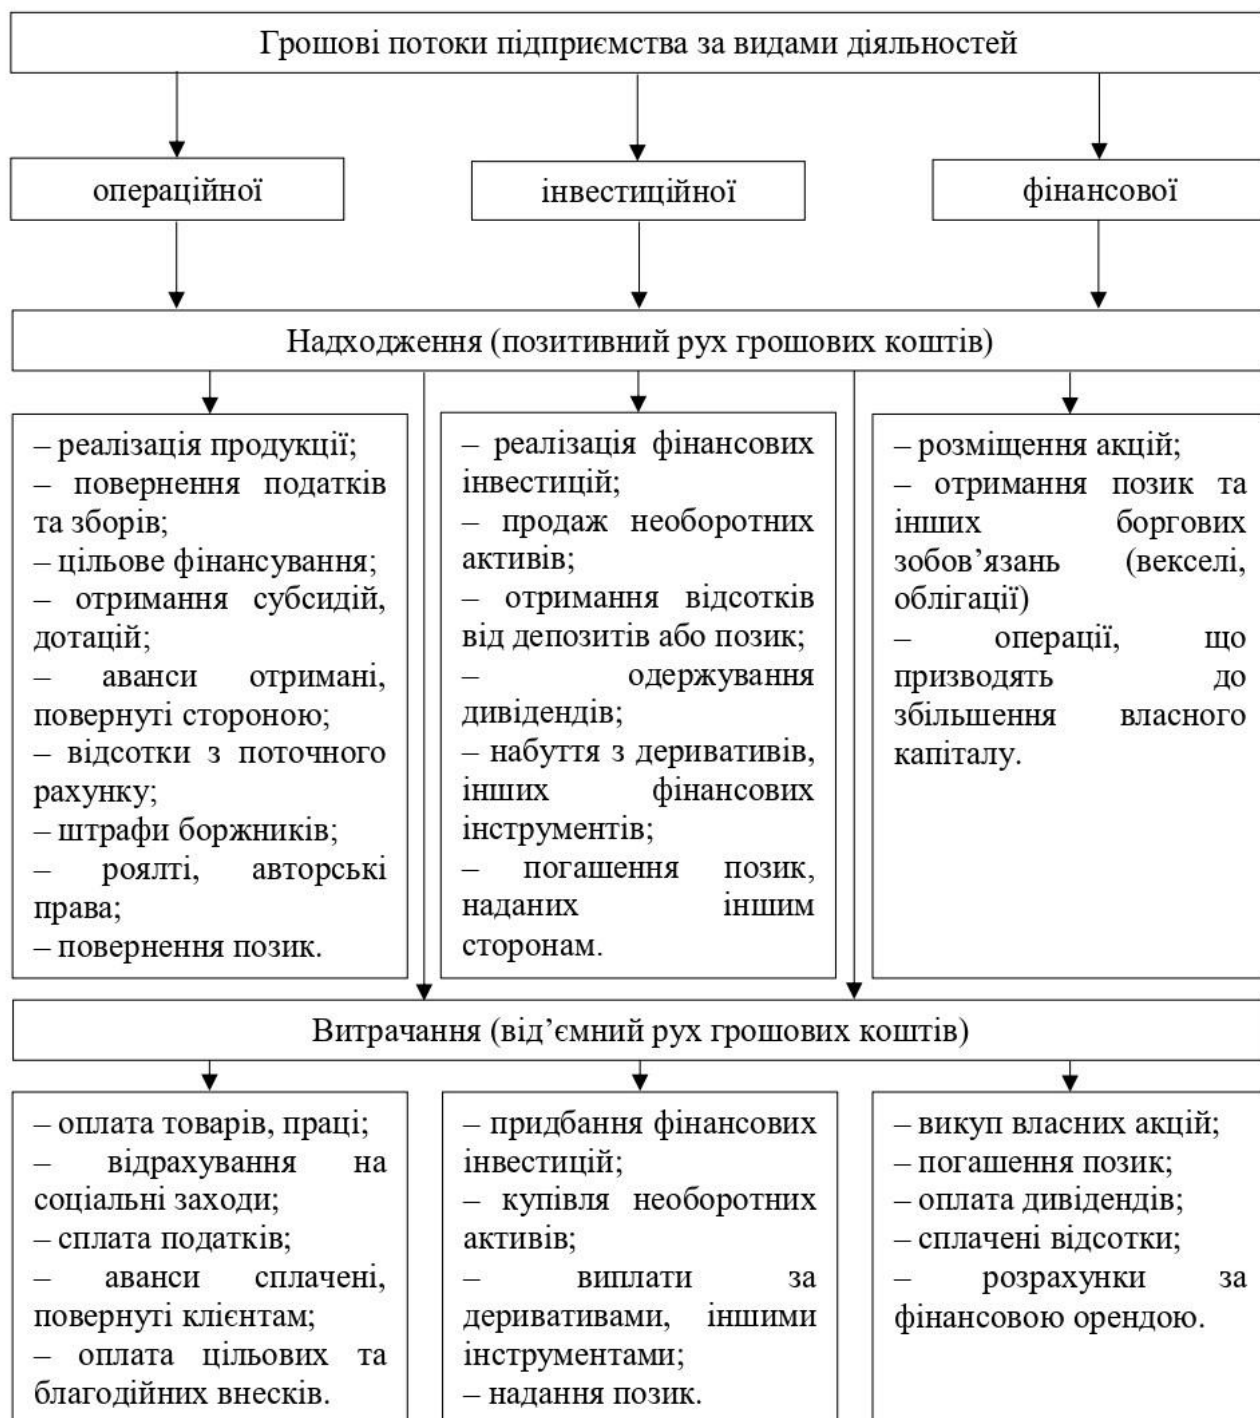 Грошові потоки підприємства за видами діяльностей
операційної
інвестиційної
фінансової
Надходження (позитивний рух грошових коштів)
– реалізація продукції;
– повернення податків
та зборів;
– цільове фінансування;
– отримання субсидій,
дотацій;
– аванси отримані,
повернуті стороною;
– відсотки з поточного
рахунку;
– штрафи боржників;
– роялті, авторські
права;
– повернення позик.
– реалізація фінансових
інвестицій;
– продаж необоротних
активів;
– отримання відсотків
від депозитів або позик;
– одержування
дивідендів;
– набуття з деривативів,
інших фінансових
інструментів;
– погашення позик,
наданих іншим
сторонам.
– розміщення акцій;
– отримання позик та
інших боргових
зобов’язань (векселі,
облігації)
– операції, що
призводять до
збільшення власного
капіталу.
Витрачання (від’ємний рух грошових коштів)
– оплата товарів, праці;
– відрахування на
соціальні заходи;
– сплата податків;
– аванси сплачені,
повернуті клієнтам;
– оплата цільових та
благодійних внесків.
– придбання фінансових
інвестицій;
– купівля необоротних
активів;
– виплати за
деривативами, іншими
інструментами;
– надання позик.
– викуп власних акцій;
– погашення позик;
– оплата дивідендів;
– сплачені відсотки;
– розрахунки за
фінансовою орендою.